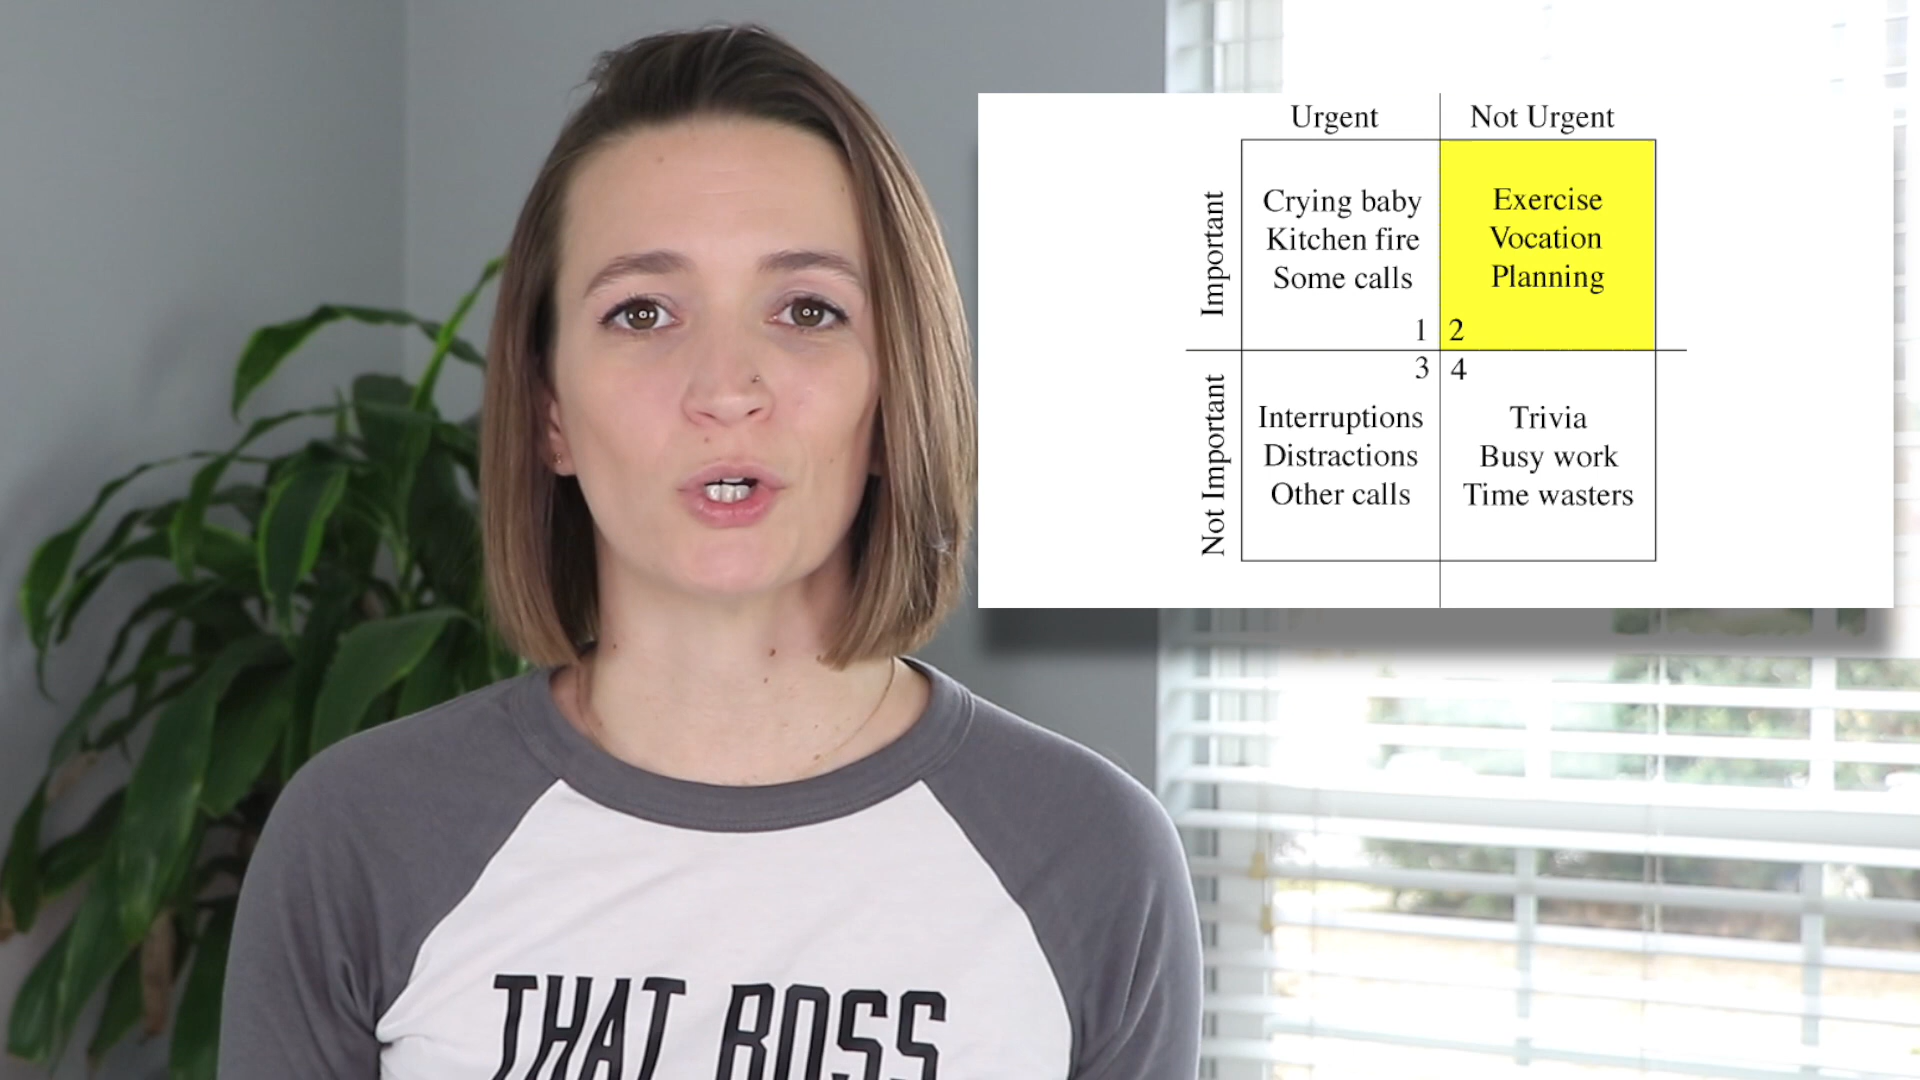 Urgent
Not Urgent
Important
Crying baby
Kitchen fire
Some calls
1
Exercise
Vocation
Planning
2
Not Important
3
Interruptions
Distractions
Other calls
4
Trivia
Busy work
Time wasters
THAT BOSS